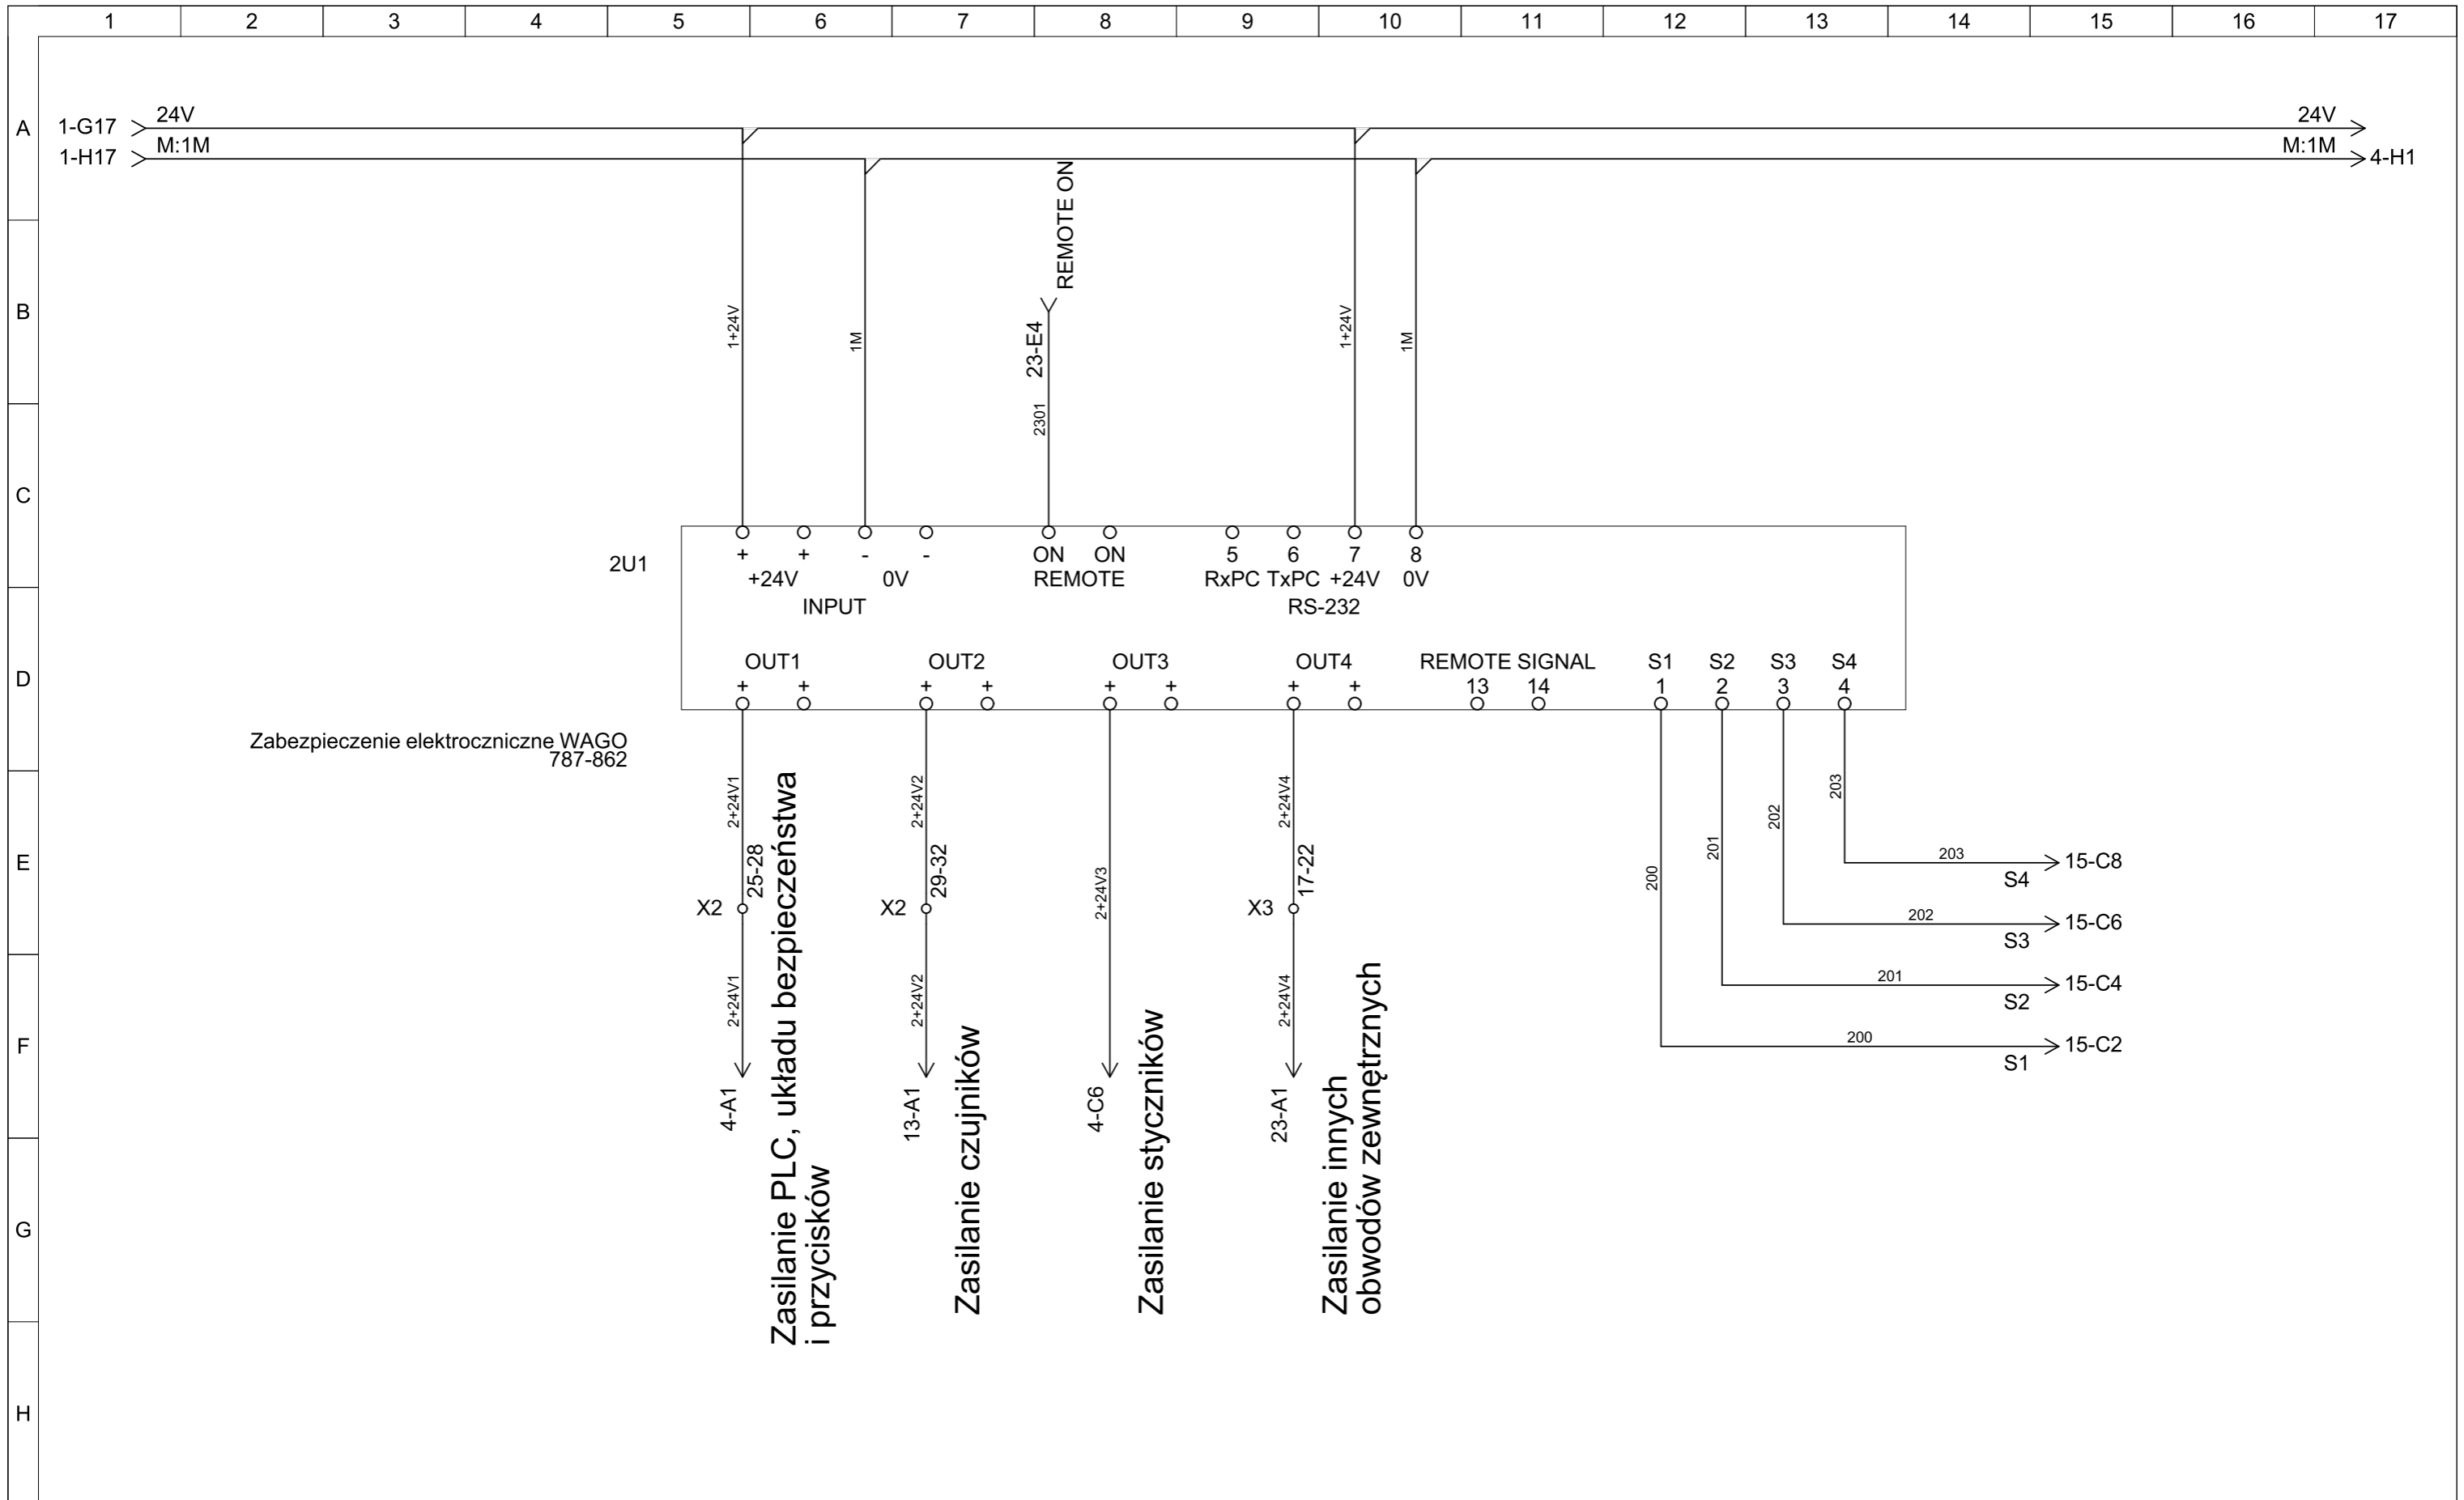 1 2 3 4 5 6 7 8 9 10 11 12 13 14 15 16 17
A
B
C
D
E
F
G
H
1-G17 24V 24V
1-H17 M:1M M:1M 4-H1
REMOTE ON
23-E4
2301
1+24V
1M
1+24V
1M
2U1
+ + - - ON ON 5 6 7 8
+24V 0V REMOTE RxPC TxPC +24V 0V
INPUT RS-232
OUT1 OUT2 OUT3 OUT4 REMOTE SIGNAL S1 S2 S3 S4
+ + + + + + + + 13 14 1 2 3 4
Zabezpieczenie elektroczniczne WAGO
787-862
2+24V1
25-28
X2
2+24V1
4-A1
Zasilanie PLC, układu bezpieczeństwa
i przycisków
2+24V2
29-32
X2
2+24V2
13-A1
Zasilanie czujników
2+24V3
4-C6
Zasilanie styczników
2+24V4
17-22
X3
2+24V4
23-A1
Zasilanie innych
obwodów zewnętrznych
200
201
202
203
203 15-C8
S4
202 15-C6
S3
201 15-C4
S2
200 15-C2
S1